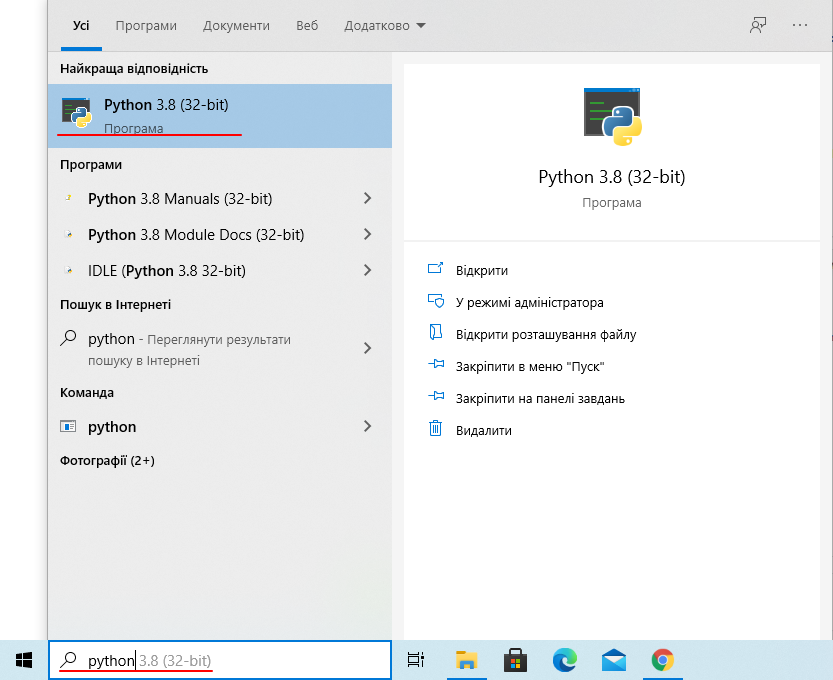 Усі Програми Документи Веб Додатково
Найкраща відповідність
Python 3.8 (32-bit)
Програма
Програми
Python 3.8 Manuals (32-bit)
Python 3.8 Module Docs (32-bit)
IDLE (Python 3.8 32-bit)
Пошук в Інтернеті
python - Переглянути результати
пошуку в Інтернеті
Команда
python
Фотографії (2+)
Python 3.8 (32-bit)
Програма
Відкрити
У режимі адміністратора
Відкрити розташування файлу
Закріпити в меню "Пуск"
Закріпити на панелі завдань
Видалити
python 3.8 (32-bit)